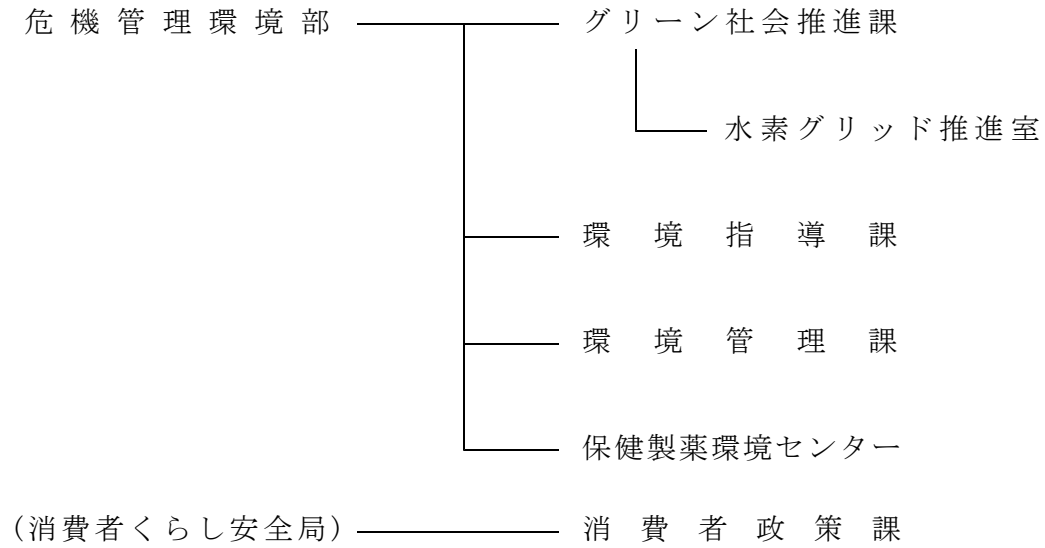 危機管理環境部 グリーン社会推進課
水素グリッド推進室
環境指導課
環境管理課
保健製薬環境センター
(消費者くらし安全局) 消費者政策課